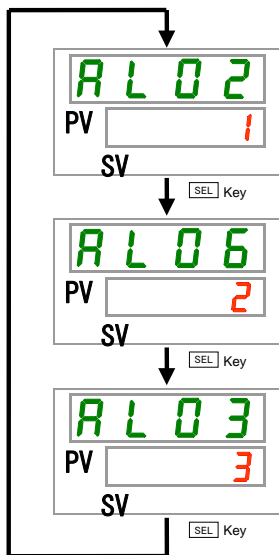 AL02
PV 1
SV
SEL Key
AL06
PV 2
SV
SEL Key
AL03
PV 3
SV
SEL Key